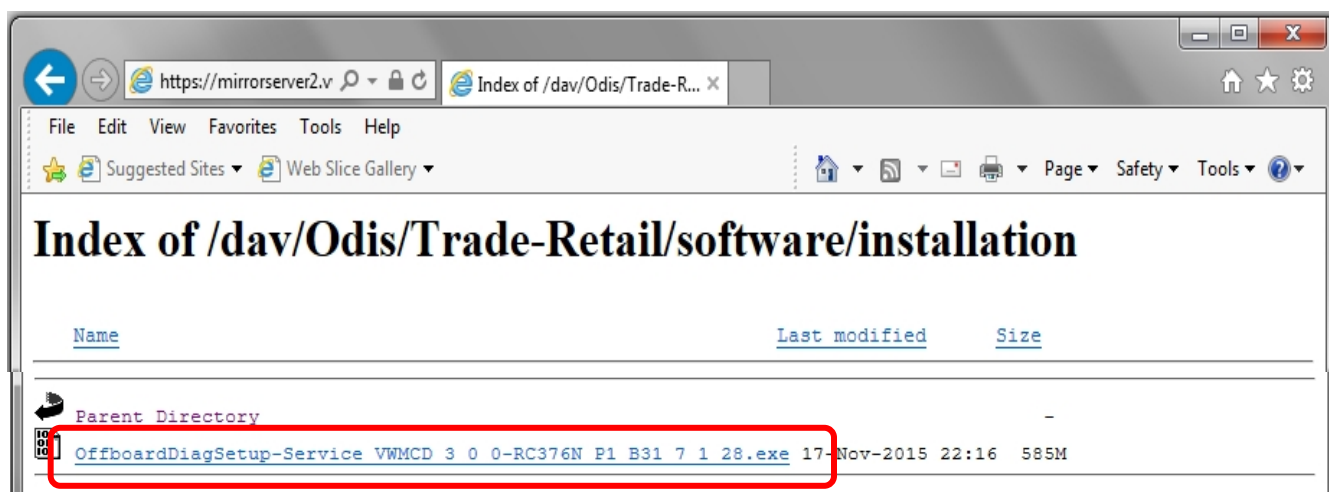 https://mirrorserver2.v
Index of /dav/Odis/Trade-R...
File Edit View Favorites Tools Help
Suggested Sites Web Slice Gallery Page Safety Tools
Index of /dav/Odis/Trade-Retail/software/installation
Name Last modified Size
Parent Directory -
OffboardDiagSetup-Service VWMCD 3 0 0-RC376N P1 B31 7 1 28.exe 17-Nov-2015 22:16 585M